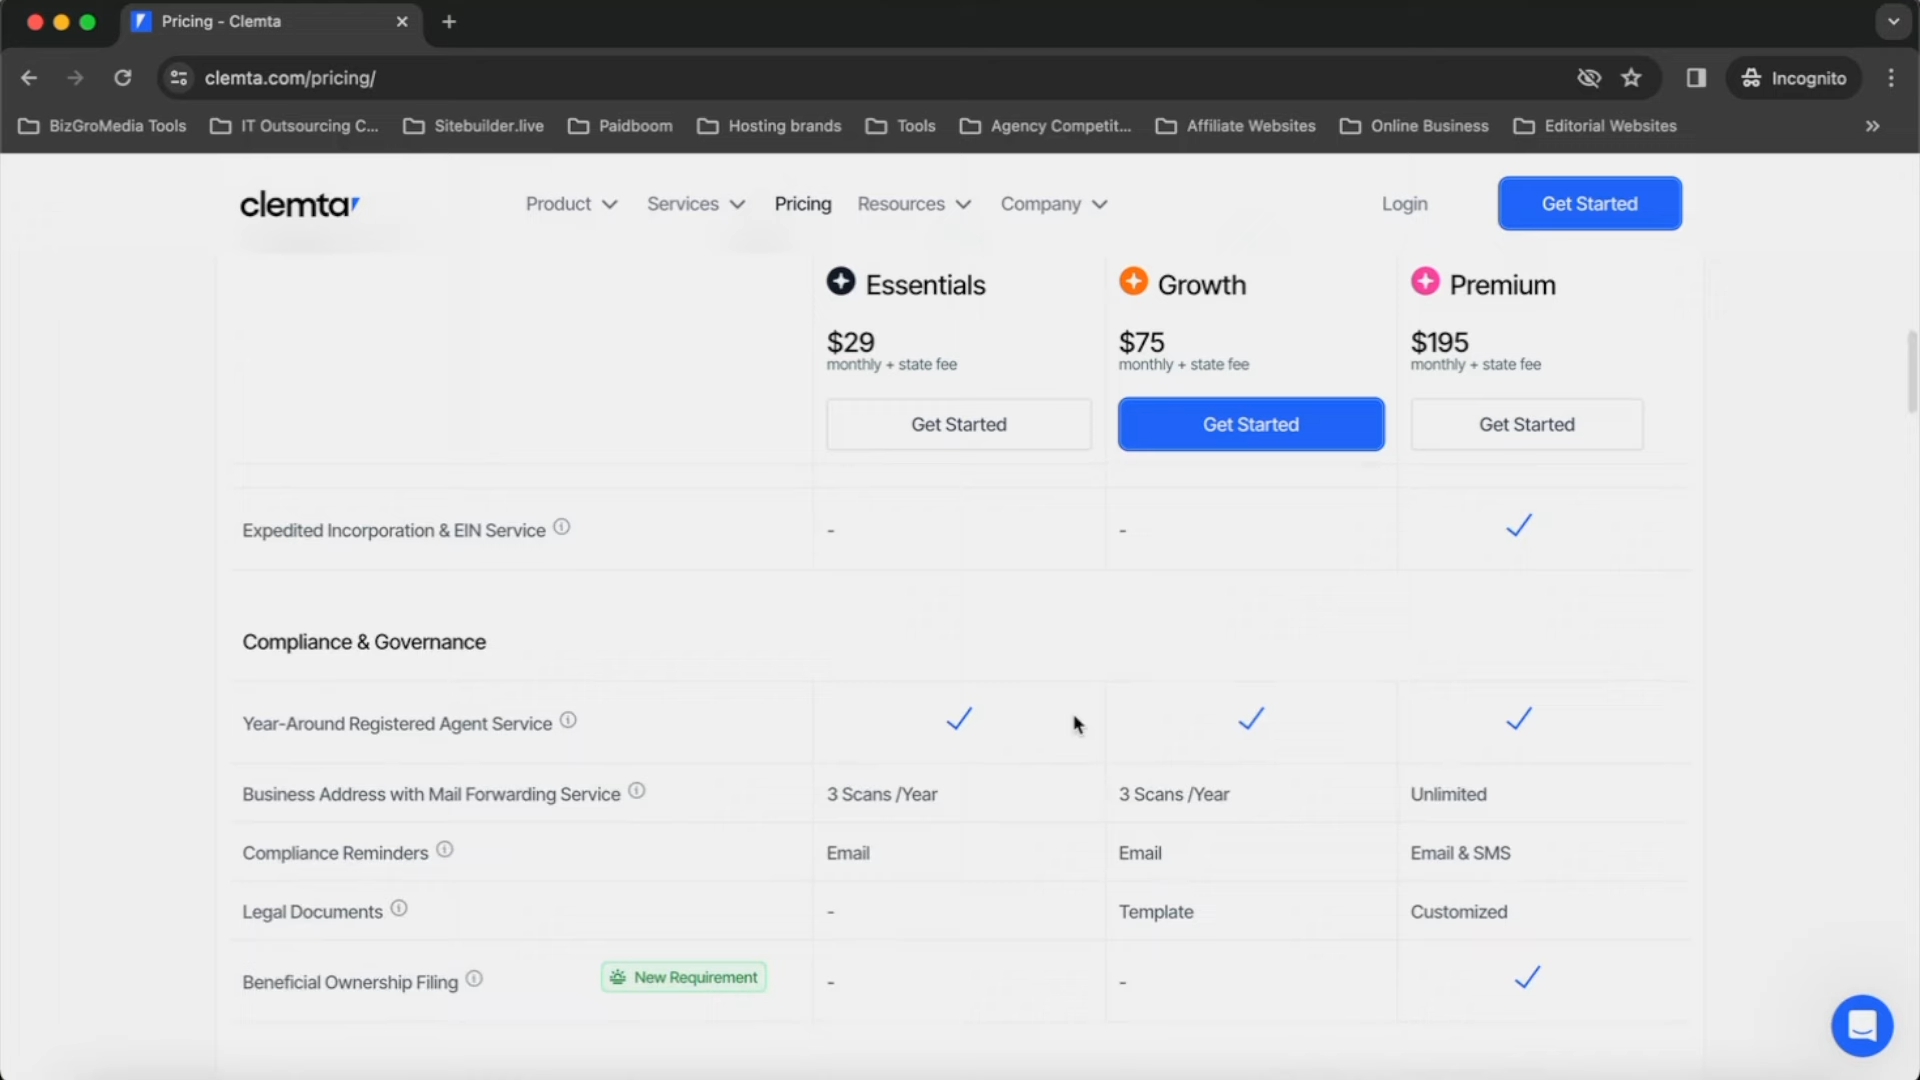 Pricing - Clemta
clemta.com/pricing/
Incognito
BizGroMedia Tools
IT Outsourcing C...
Sitebuilder.live
Paidboom
Hosting brands
Tools
Agency Competit...
Affiliate Websites
Online Business
Editorial Websites
clemta
Product
Services
Pricing
Resources
Company
Login
Get Started
Essentials
Growth
Premium
$29
$75
$195
monthly + state fee
monthly + state fee
monthly + state fee
Get Started
Get Started
Get Started
Expedited Incorporation & EIN Service
-
-
Compliance & Governance
Year-Around Registered Agent Service
Business Address with Mail Forwarding Service
3 Scans /Year
3 Scans /Year
Unlimited
Compliance Reminders
Email
Email
Email & SMS
Legal Documents
-
Template
Customized
Beneficial Ownership Filing
New Requirement
-
-